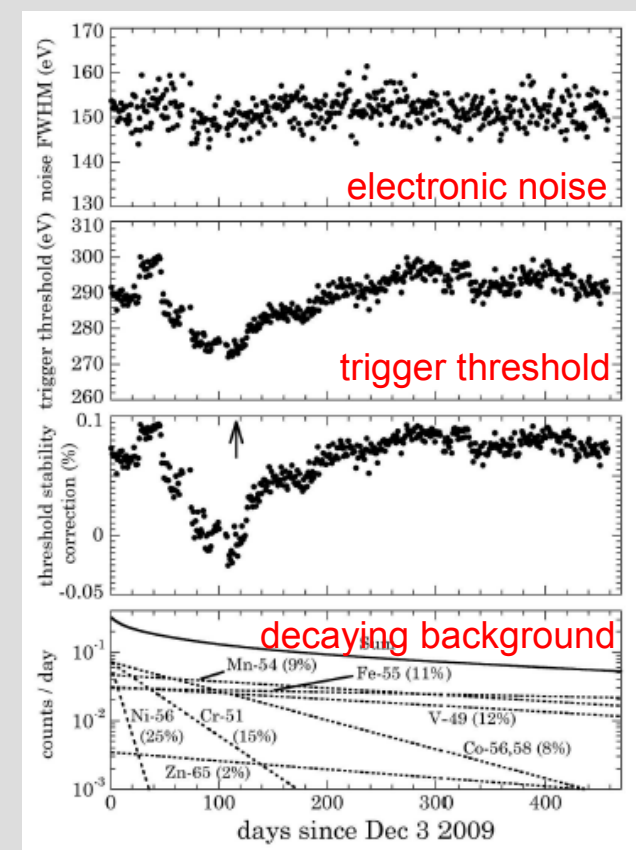 170
160
150
140
130
noise FWHM (eV)
electronic noise
310
300
290
280
270
260
trigger threshold (eV)
trigger threshold
0.1
0
-0.05
threshold stability
correction (%)
decaying background
Sum
10-1
10-2
10-3
counts / day
Mn-54 (9%)
Fe-55 (11%)
Ni-56
(25%)
Cr-51
(15%)
V-49 (12%)
Co-56,58 (8%)
Zn-65 (2%)
0 100 200 300 400
days since Dec 3 2009